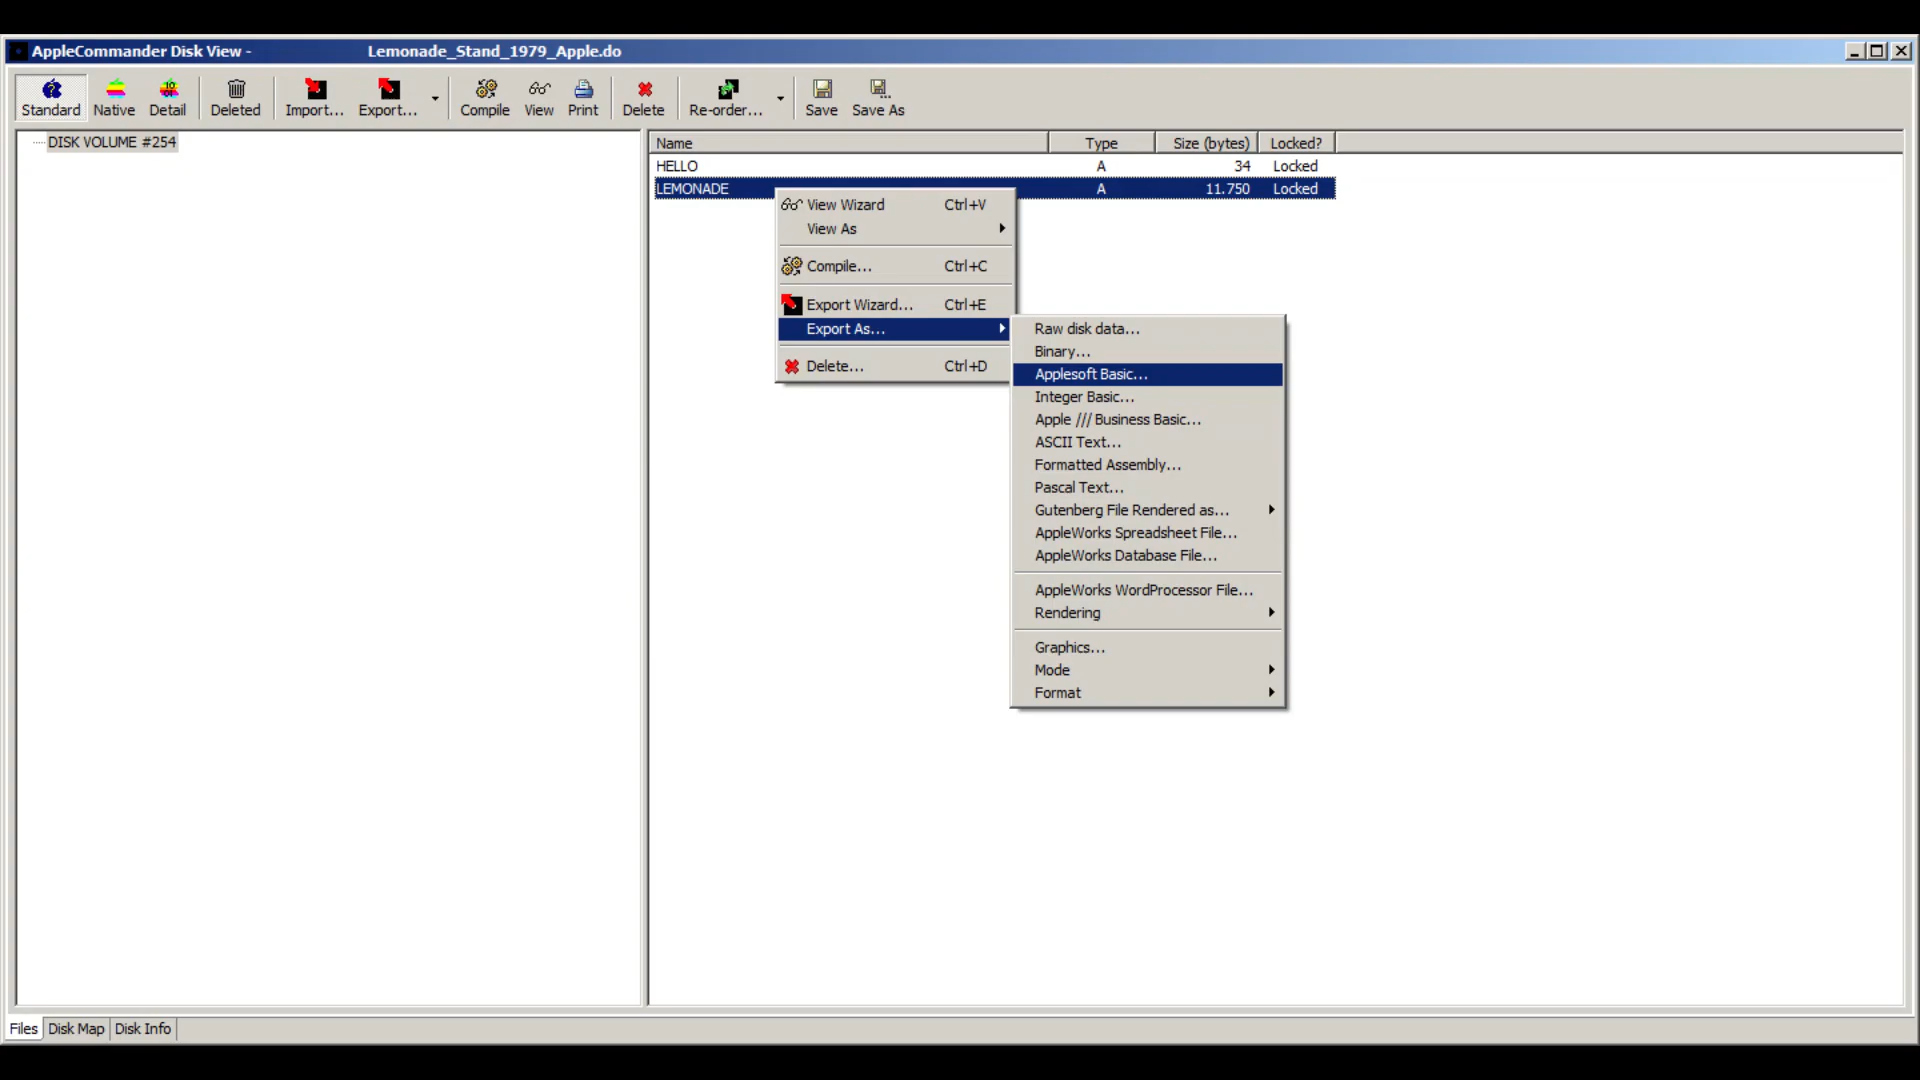 AppleCommander Disk View - Lemonade_Stand_1979_Apple.do
Standard Native Detail Deleted Import... Export... Compile View Print Delete Re-order... Save Save As
DISK VOLUME #254
Name Type Size (bytes) Locked?
HELLO A 34 Locked
LEMONADE A 11.750 Locked
View Wizard Ctrl+V
View As
Compile... Ctrl+C
Export Wizard... Ctrl+E
Export As...
Delete... Ctrl+D
Raw disk data...
Binary...
Applesoft Basic...
Integer Basic...
Apple /// Business Basic...
ASCII Text...
Formatted Assembly...
Pascal Text...
Gutenberg File Rendered as...
AppleWorks Spreadsheet File...
AppleWorks Database File...
AppleWorks WordProcessor File...
Rendering
Graphics...
Mode
Format
Files Disk Map Disk Info